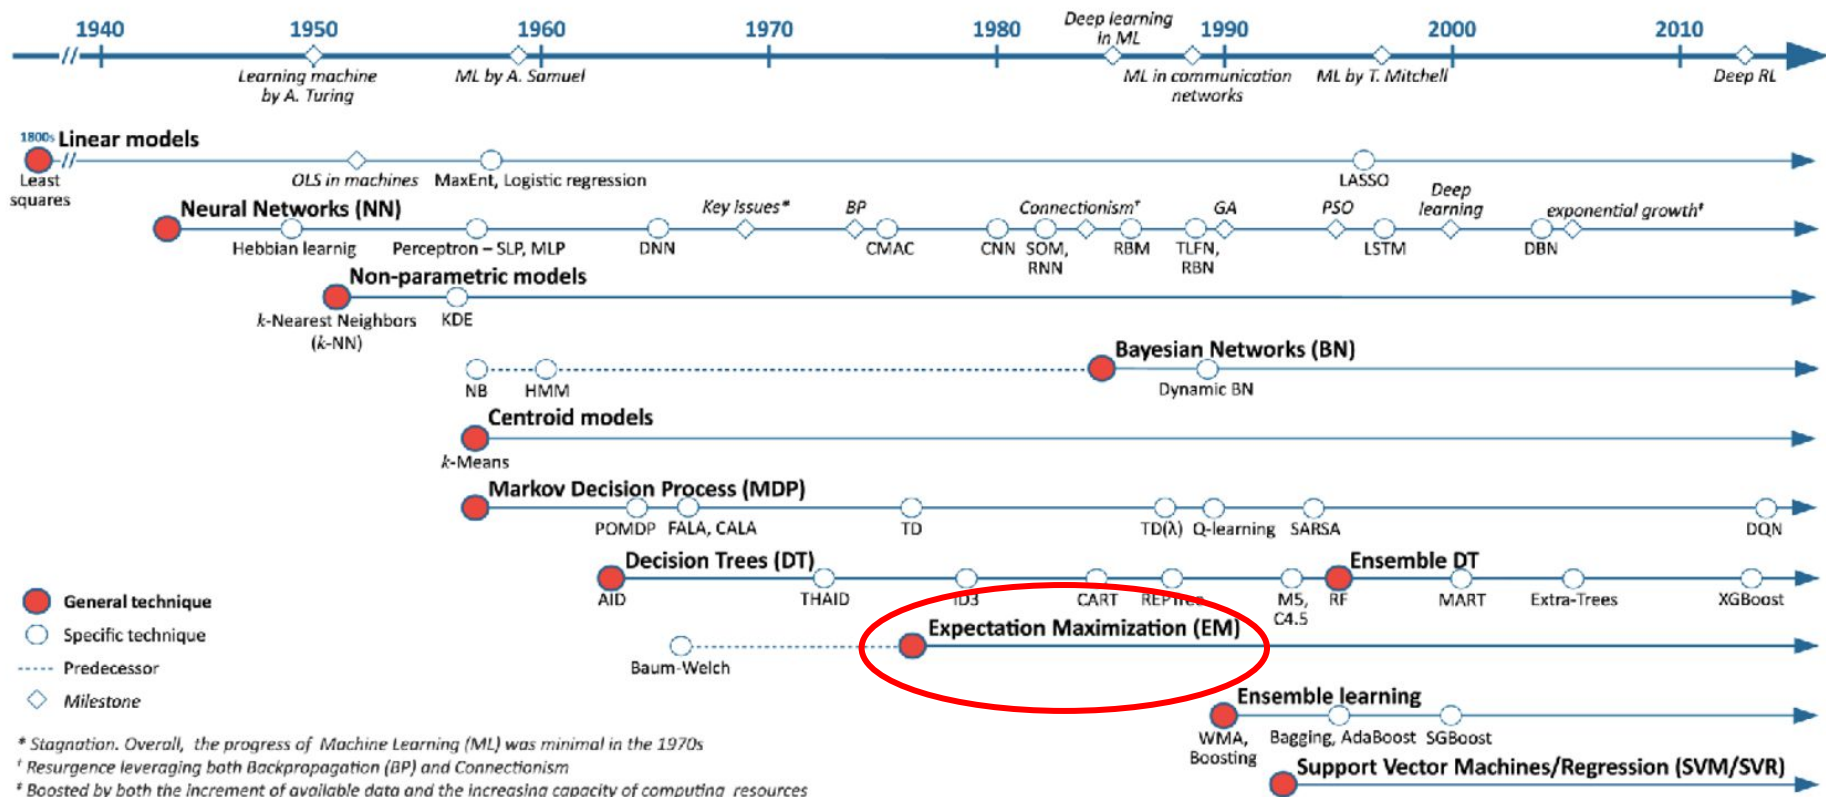 1940 1950 1960 1970 1980 1990 2000 2010
Deep learning
in ML
Learning machine
by A. Turing
ML by A. Samuel
ML in communication
networks
ML by T. Mitchell
Deep RL
1800s Linear models
Least
squares
OLS in machines
MaxEnt, Logistic regression
LASSO
Neural Networks (NN)
Key issues*
BP
Connectionism†
GA
PSO
Deep
learning
exponential growth‡
Hebbian learnig
Perceptron – SLP, MLP
DNN
CMAC
CNN
SOM,
RNN
RBM
TLFN,
RBN
LSTM
DBN
Non-parametric models
k-Nearest Neighbors
(k-NN)
KDE
Bayesian Networks (BN)
NB
HMM
Dynamic BN
Centroid models
k-Means
Markov Decision Process (MDP)
POMDP
FALA, CALA
TD
TD(λ)
Q-learning
SARSA
DQN
Decision Trees (DT)
Ensemble DT
AID
THAID
ID3
CART
REPTree
M5,
C4.5
RF
MART
Extra-Trees
XGBoost
Expectation Maximization (EM)
Baum-Welch
Ensemble learning
WMA,
Boosting
Bagging, AdaBoost
SGBoost
Support Vector Machines/Regression (SVM/SVR)
General technique
Specific technique
Predecessor
Milestone
* Stagnation. Overall, the progress of Machine Learning (ML) was minimal in the 1970s
† Resurgence leveraging both Backpropagation (BP) and Connectionism
‡ Boosted by both the increment of available data and the increasing capacity of computing resources